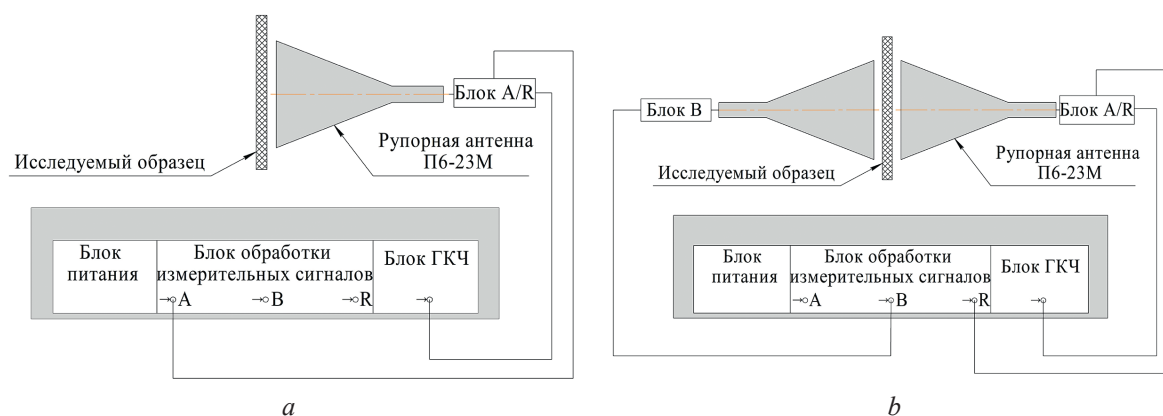 Блок A/R
Рупорная антенна
П6-23М
Исследуемый образец
Блок
питания
Блок обработки
измерительных сигналов
Блок ГКЧ
A
B
R
a
Блок В
Блок A/R
Рупорная антенна
П6-23М
Исследуемый образец
Блок
питания
Блок обработки
измерительных сигналов
Блок ГКЧ
A
B
R
b